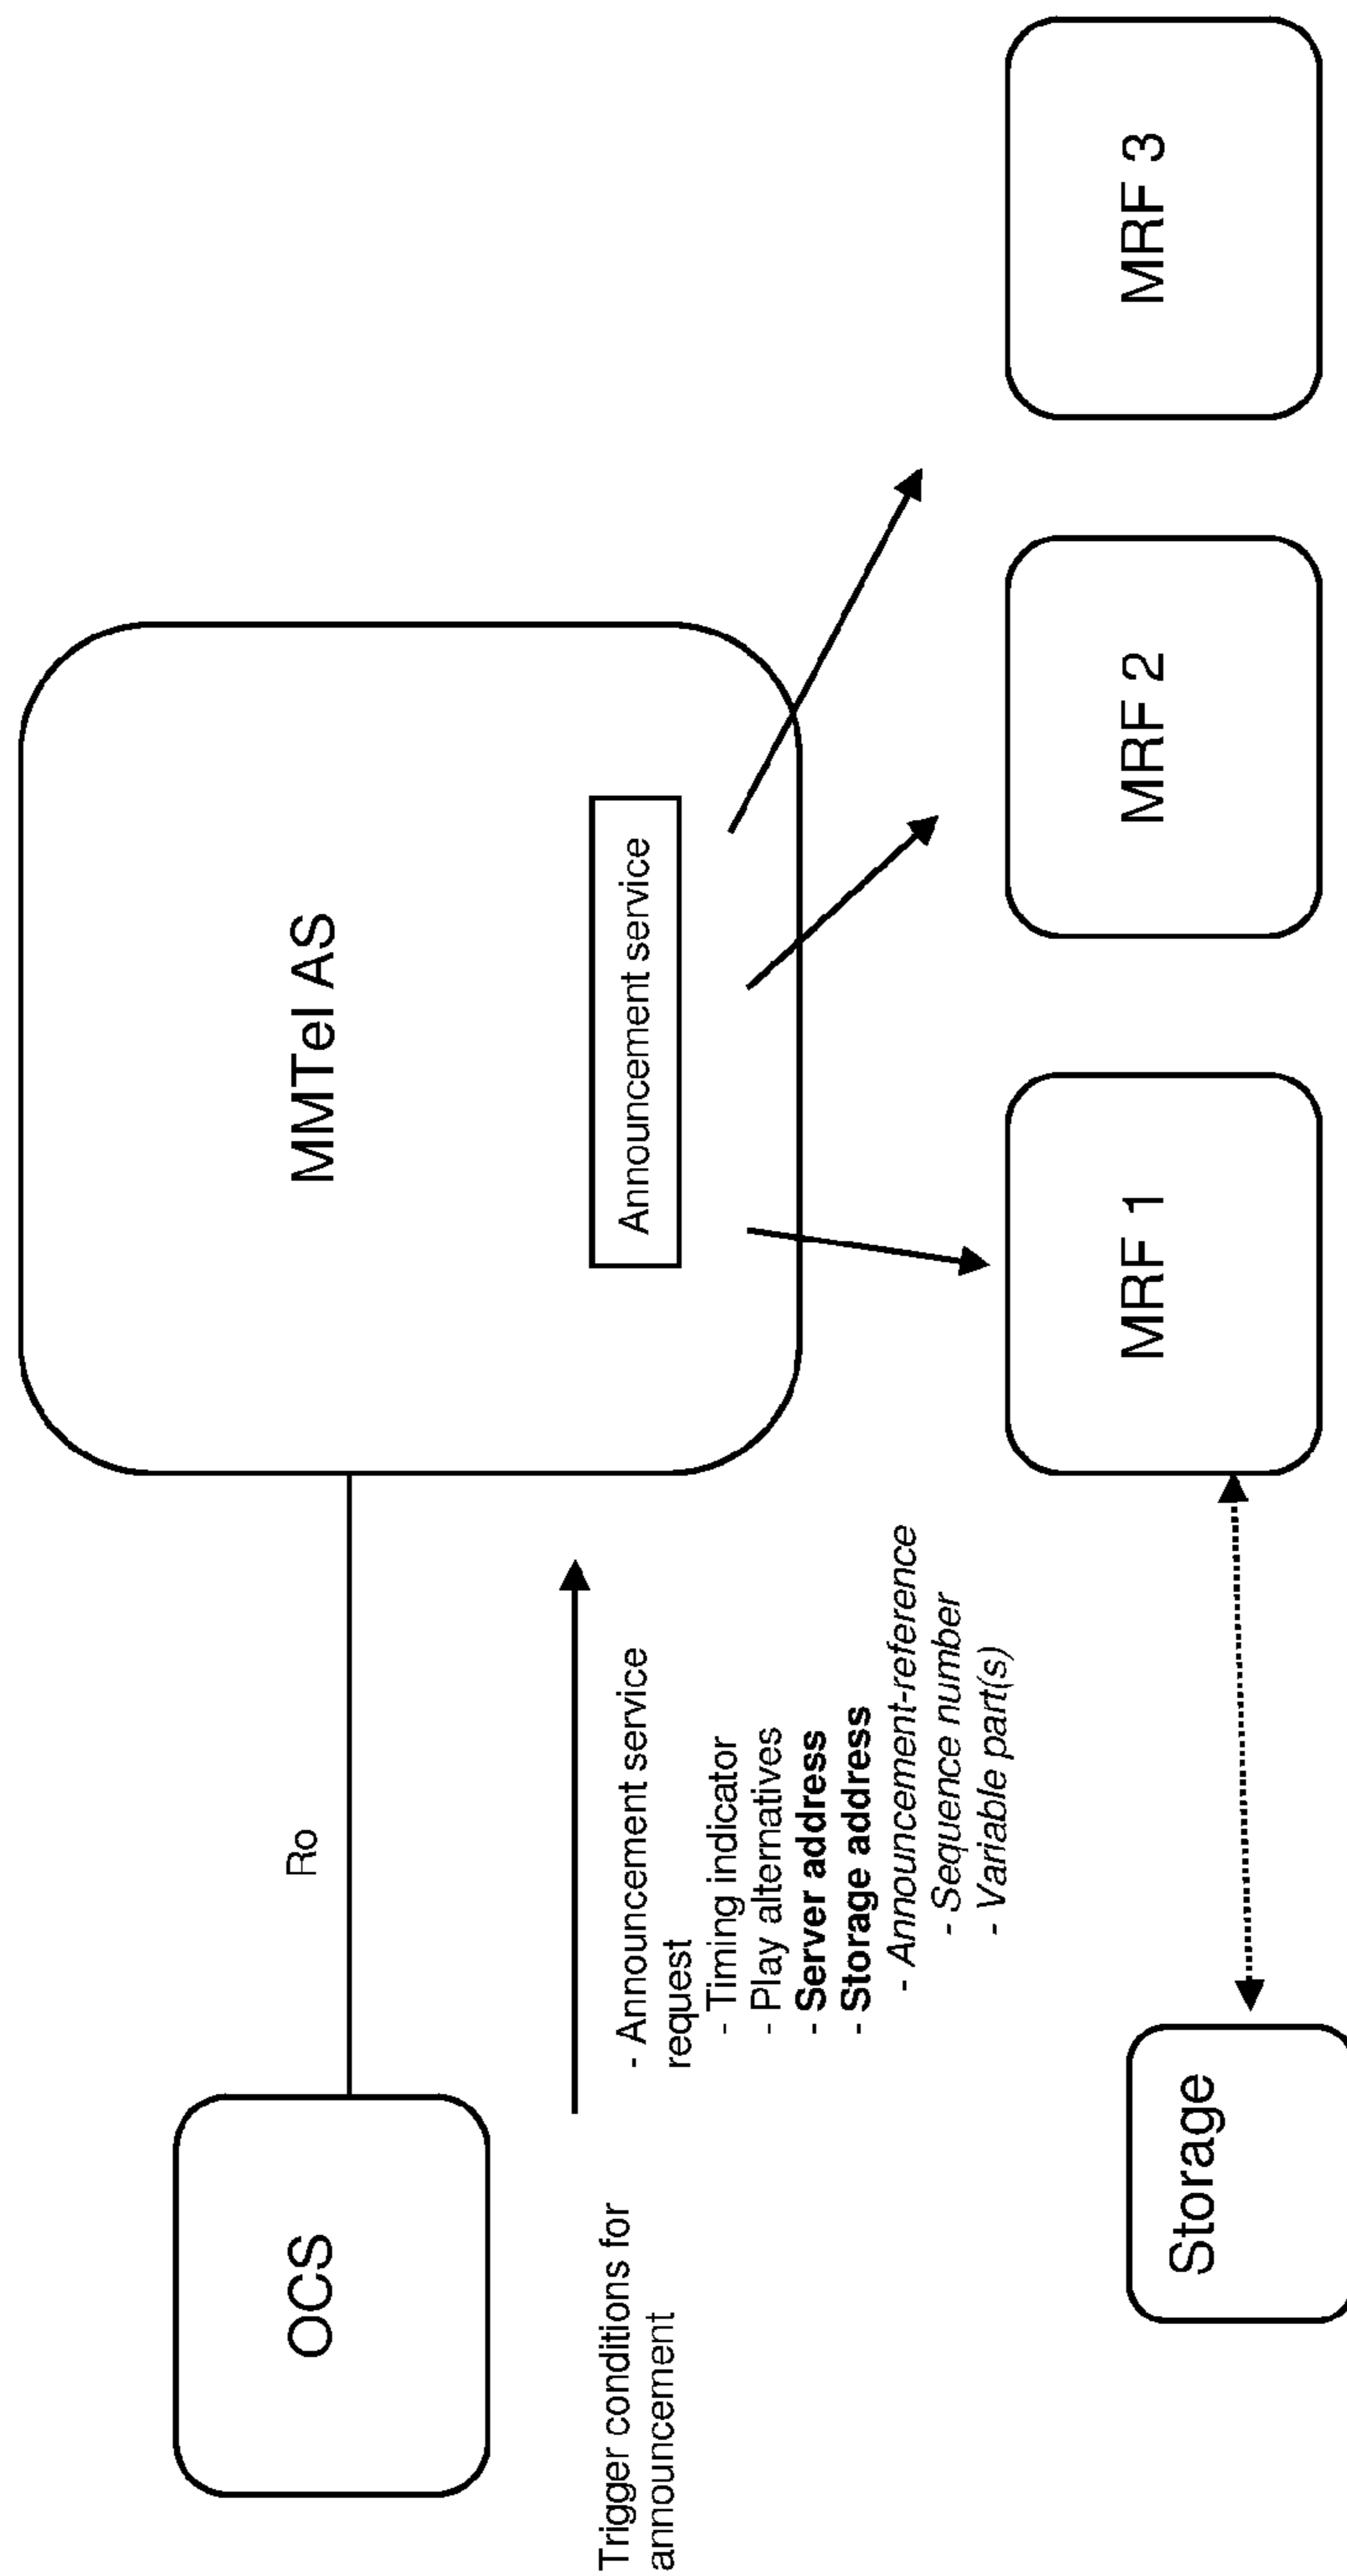 OCS
Ro
MMTel AS
Announcement service
Trigger conditions for
announcement
- Announcement service
request
- Timing indicator
- Play alternatives
- Server address
- Storage address
- Announcement-reference
- Sequence number
- Variable part(s)
Storage
MRF 1
MRF 2
MRF 3